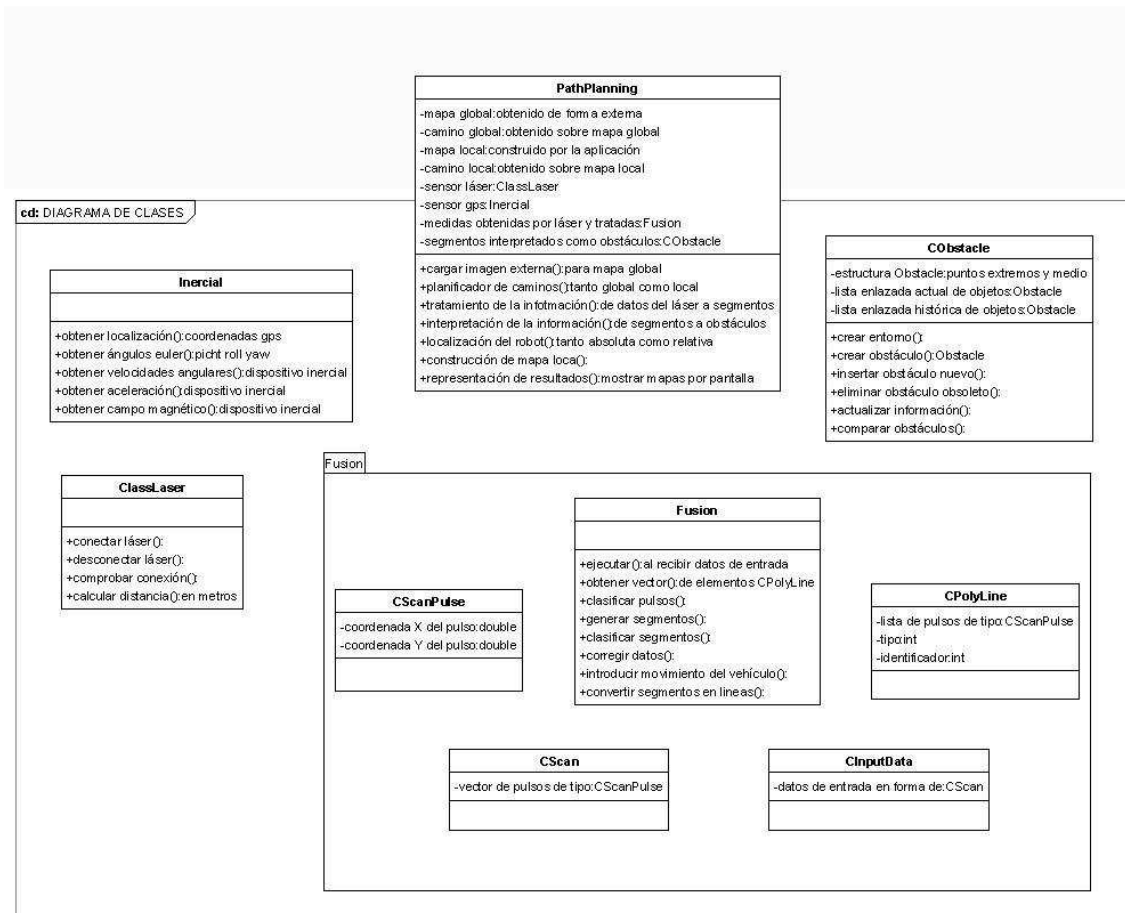 PathPlanning
-mapa global:obtenido de forma externa
-camino global:obtenido sobre mapa global
-mapa local:construido por la aplicación
-camino local:obtenido sobre mapa local
-sensor láser:ClassLaser
-sensor gps:Inercial
-medidas obtenidas por láser y tratadas:Fusion
-segmentos interpretados como obstáculos:CObstacle
+cargar imagen externa():para mapa global
+planificador de caminos():tanto global como local
+tratamiento de la infotmación():de datos del láser a segmentos
+interpretación de la información():de segmentos a obstáculos
+localización del robot():tanto absoluta como relativa
+construcción de mapa loca():
+representación de resultados():mostrar mapas por pantalla
cd: DIAGRAMA DE CLASES
Inercial
+obtener localización():coordenadas gps
+obtener ángulos euler():picht roll yaw
+obtener velocidades angulares():dispositivo inercial
+obtener aceleración():dispositivo inercial
+obtener campo magnético():dispositivo inercial
CObstacle
-estructura Obstacle:puntos extremos y medio
-lista enlazada actual de objetos:Obstacle
-lista enlazada histórica de objetos:Obstacle
+crear entorno():
+crear obstáculo():Obstacle
+insertar obstáculo nuevo():
+eliminar obstáculo obsoleto():
+actualizar información():
+comparar obstáculos():
ClassLaser
+conectar láser():
+desconectar láser():
+comprobar conexión():
+calcular distancia():en metros
Fusion
Fusion
+ejecutar():al recibir datos de entrada
+obtener vector():de elementos CPolyLine
+clasificar pulsos():
+generar segmentos():
+clasificar segmentos():
+corregir datos():
+introducir movimiento del vehículo():
+convertir segmentos en lineas():
CScanPulse
-coordenada X del pulso:double
-coordenada Y del pulso:double
CPolyLine
-lista de pulsos de tipo:CScanPulse
-tipo:int
-identificador:int
CScan
-vector de pulsos de tipo:CScanPulse
CInputData
-datos de entrada en forma de:CScan